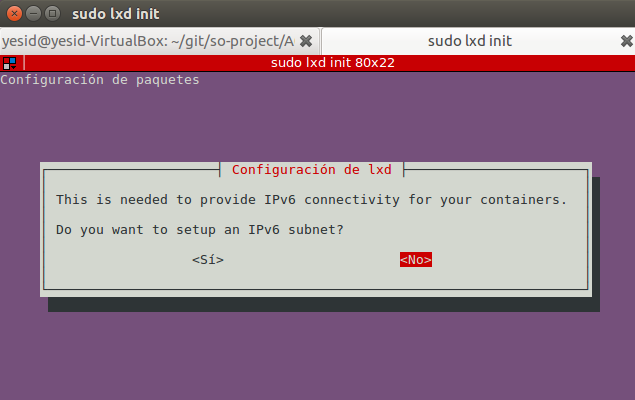 sudo lxd init
yesid@yesid-VirtualBox: ~/git/so-project/A
sudo lxd init
sudo lxd init 80x22
Configuración de paquetes
Configuración de lxd
This is needed to provide IPv6 connectivity for your containers.
Do you want to setup an IPv6 subnet?
<Sí> <No>